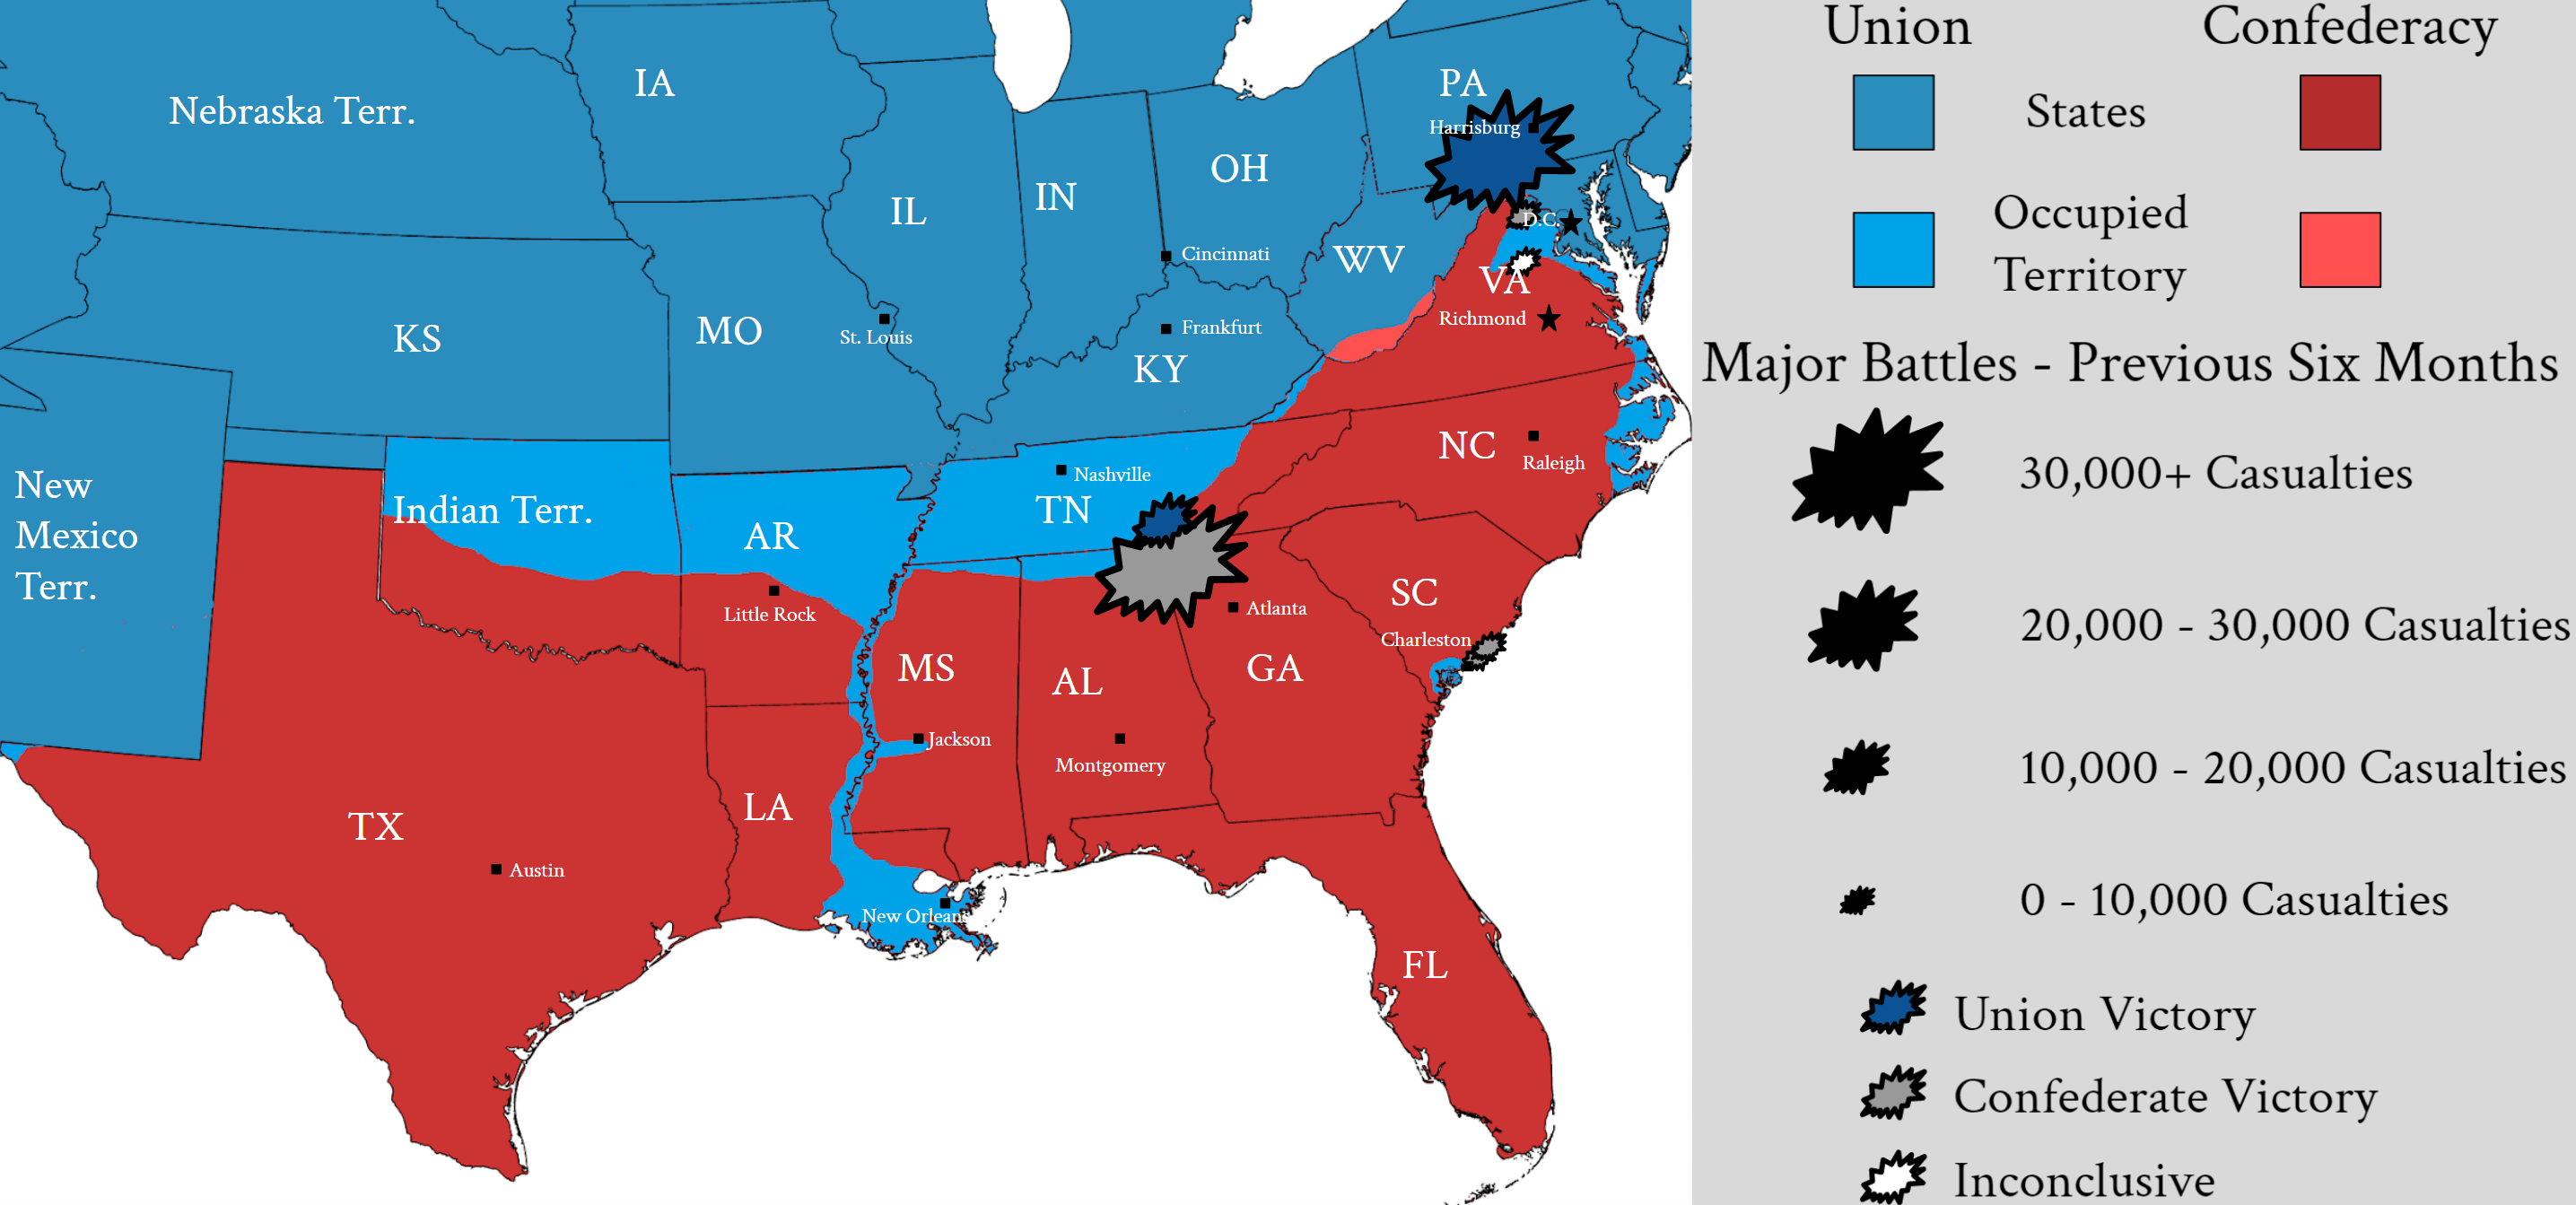 IA
Nebraska Terr.
PA
Harrisburg
OH
IN
IL
D.C.
WV
Cincinnati
VA
Richmond
KS
MO
St. Louis
Frankfurt
KY
NC
Raleigh
Nashville
TN
New
Mexico
Terr.
Indian Terr.
AR
Little Rock
SC
Charleston
Atlanta
MS
AL
GA
Jackson
Montgomery
LA
TX
Austin
New Orleans
FL
Union
Confederacy
States
Occupied
Territory
Major Battles - Previous Six Months
30,000+ Casualties
20,000 - 30,000 Casualties
10,000 - 20,000 Casualties
0 - 10,000 Casualties
Union Victory
Confederate Victory
Inconclusive